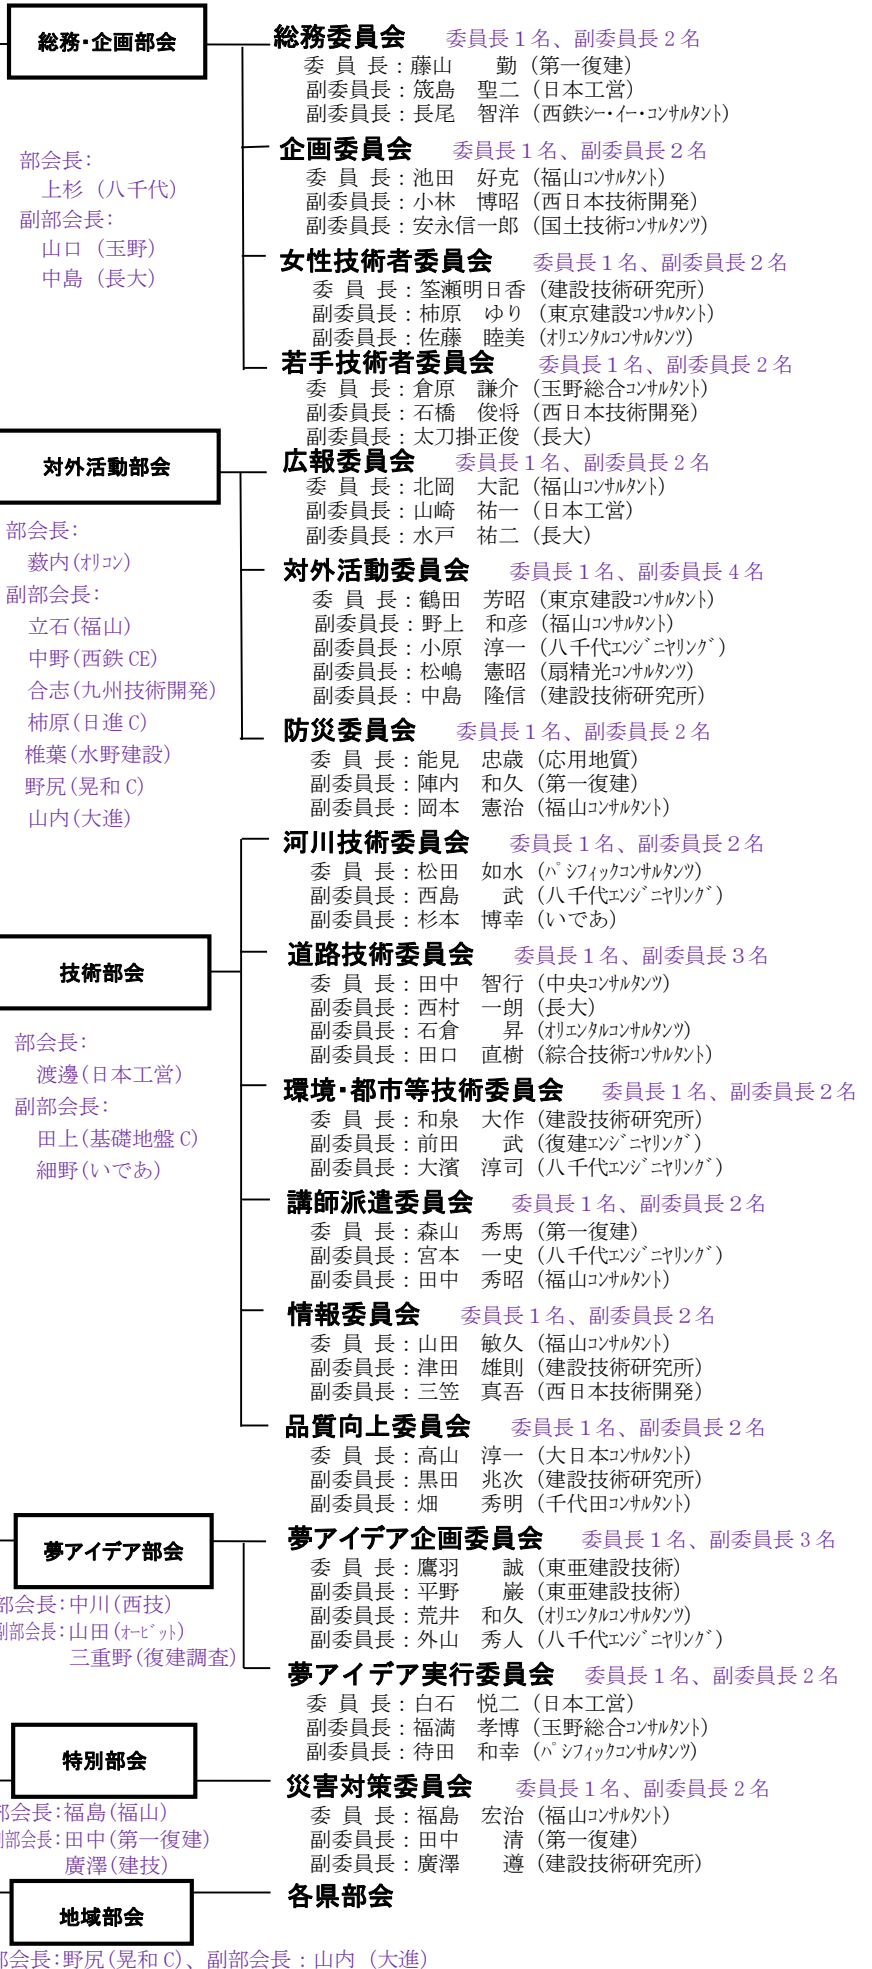 総務・企画部会
総務委員会　委員長１名、副委員長２名
委 員 長：藤山　　勤（第一復建）
副委員長：筬島　聖二（日本工営）
副委員長：長尾　智洋（西鉄ｼｰ･ｲｰ･ｺﾝｻﾙﾀﾝﾄ）
企画委員会　委員長１名、副委員長２名
部会長：
上杉（八千代）
副部会長：
山口（玉野）
中島（長大）
委 員 長：池田　好克（福山ｺﾝｻﾙﾀﾝﾄ）
副委員長：小林　博昭（西日本技術開発）
副委員長：安永信一郎（国土技術ｺﾝｻﾙﾀﾝﾂ）
女性技術者委員会　委員長１名、副委員長２名
委 員 長：筌瀬明日香（建設技術研究所）
副委員長：柿原　ゆり（東京建設ｺﾝｻﾙﾀﾝﾄ）
副委員長：佐藤　睦美（ｵﾘｴﾝﾀﾙｺﾝｻﾙﾀﾝﾂ）
若手技術者委員会　委員長１名、副委員長２名
委 員 長：倉原　謙介（玉野総合ｺﾝｻﾙﾀﾝﾄ）
副委員長：石橋　俊将（西日本技術開発）
副委員長：太刀掛正俊（長大）
対外活動部会
広報委員会　委員長１名、副委員長２名
委 員 長：北岡　大記（福山ｺﾝｻﾙﾀﾝﾄ）
副委員長：山崎　祐一（日本工営）
副委員長：水戸　祐二（長大）
部会長：
薮内(ｵﾘｺﾝ)
副部会長：
立石(福山)
中野(西鉄 CE)
合志(九州技術開発)
柿原(日進 C)
椎葉(水野建設)
野尻(晃和 C)
山内(大進)
対外活動委員会　委員長１名、副委員長４名
委 員 長：鶴田　芳昭（東京建設ｺﾝｻﾙﾀﾝﾄ）
副委員長：野上　和彦（福山ｺﾝｻﾙﾀﾝﾄ）
副委員長：小原　淳一（八千代ｴﾝｼﾞﾆﾔﾘﾝｸﾞ）
副委員長：松嶋　憲昭（扇精光ｺﾝｻﾙﾀﾝﾂ）
副委員長：中島　隆信（建設技術研究所）
防災委員会　委員長１名、副委員長２名
委 員 長：能見　忠歳（応用地質）
副委員長：陣内　和久（第一復建）
副委員長：岡本　憲治（福山ｺﾝｻﾙﾀﾝﾄ）
河川技術委員会　委員長１名、副委員長２名
委 員 長：松田　如水（ﾊﾟｼﾌｨｯｸｺﾝｻﾙﾀﾝﾂ）
副委員長：西島　　武（八千代ｴﾝｼﾞﾆﾔﾘﾝｸﾞ）
副委員長：杉本　博幸（いであ）
技術部会
道路技術委員会　委員長１名、副委員長３名
委 員 長：田中　智行（中央ｺﾝｻﾙﾀﾝﾂ）
副委員長：西村　一朗（長大）
副委員長：石倉　　昇（ｵﾘｴﾝﾀﾙｺﾝｻﾙﾀﾝﾂ）
副委員長：田口　直樹（綜合技術ｺﾝｻﾙﾀﾝﾄ）
部会長：
渡邊(日本工営)
副部会長：
田上(基礎地盤 C)
細野(いであ)
環境・都市等技術委員会　委員長１名、副委員長２名
委 員 長：和泉　大作（建設技術研究所）
副委員長：前田　　武（復建ｴﾝｼﾞﾆﾔﾘﾝｸﾞ）
副委員長：大濱　淳司（八千代ｴﾝｼﾞﾆﾔﾘﾝｸﾞ）
講師派遣委員会　委員長１名、副委員長２名
委 員 長：森山　秀馬（第一復建）
副委員長：宮本　一史（八千代ｴﾝｼﾞﾆﾔﾘﾝｸﾞ）
副委員長：田中　秀昭（福山ｺﾝｻﾙﾀﾝﾄ）
情報委員会　委員長１名、副委員長２名
委 員 長：山田　敏久（福山ｺﾝｻﾙﾀﾝﾄ）
副委員長：津田　雄則（建設技術研究所）
副委員長：三笠　真吾（西日本技術開発）
品質向上委員会　委員長１名、副委員長２名
委 員 長：高山　淳一（大日本ｺﾝｻﾙﾀﾝﾄ）
副委員長：黒田　兆次（建設技術研究所）
副委員長：畑　　秀明（千代田ｺﾝｻﾙﾀﾝﾄ）
夢アイデア部会
夢アイデア企画委員会　委員長１名、副委員長３名
委 員 長：鷹羽　　誠（東亜建設技術）
副委員長：平野　　巌（東亜建設技術）
副委員長：荒井　和久（ｵﾘｴﾝﾀﾙｺﾝｻﾙﾀﾝﾂ）
副委員長：外山　秀人（八千代ｴﾝｼﾞﾆﾔﾘﾝｸﾞ）
部会長：中川(西技)
副部会長：山田(ｵｰﾋﾞｯﾄ)
三重野(復建調査)
夢アイデア実行委員会　委員長１名、副委員長２名
委 員 長：白石　悦二（日本工営）
副委員長：福満　孝博（玉野総合ｺﾝｻﾙﾀﾝﾄ）
副委員長：待田　和幸（ﾊﾟｼﾌｨｯｸｺﾝｻﾙﾀﾝﾂ）
特別部会
災害対策委員会　委員長１名、副委員長２名
委 員 長：福島　宏治（福山ｺﾝｻﾙﾀﾝﾄ）
副委員長：田中　　清（第一復建）
副委員長：廣澤　　遵（建設技術研究所）
部会長：福島(福山)
副部会長：田中(第一復建)
廣澤(建技)
各県部会
地域部会
部会長：野尻(晃和 C)、副部会長：山内（大進）